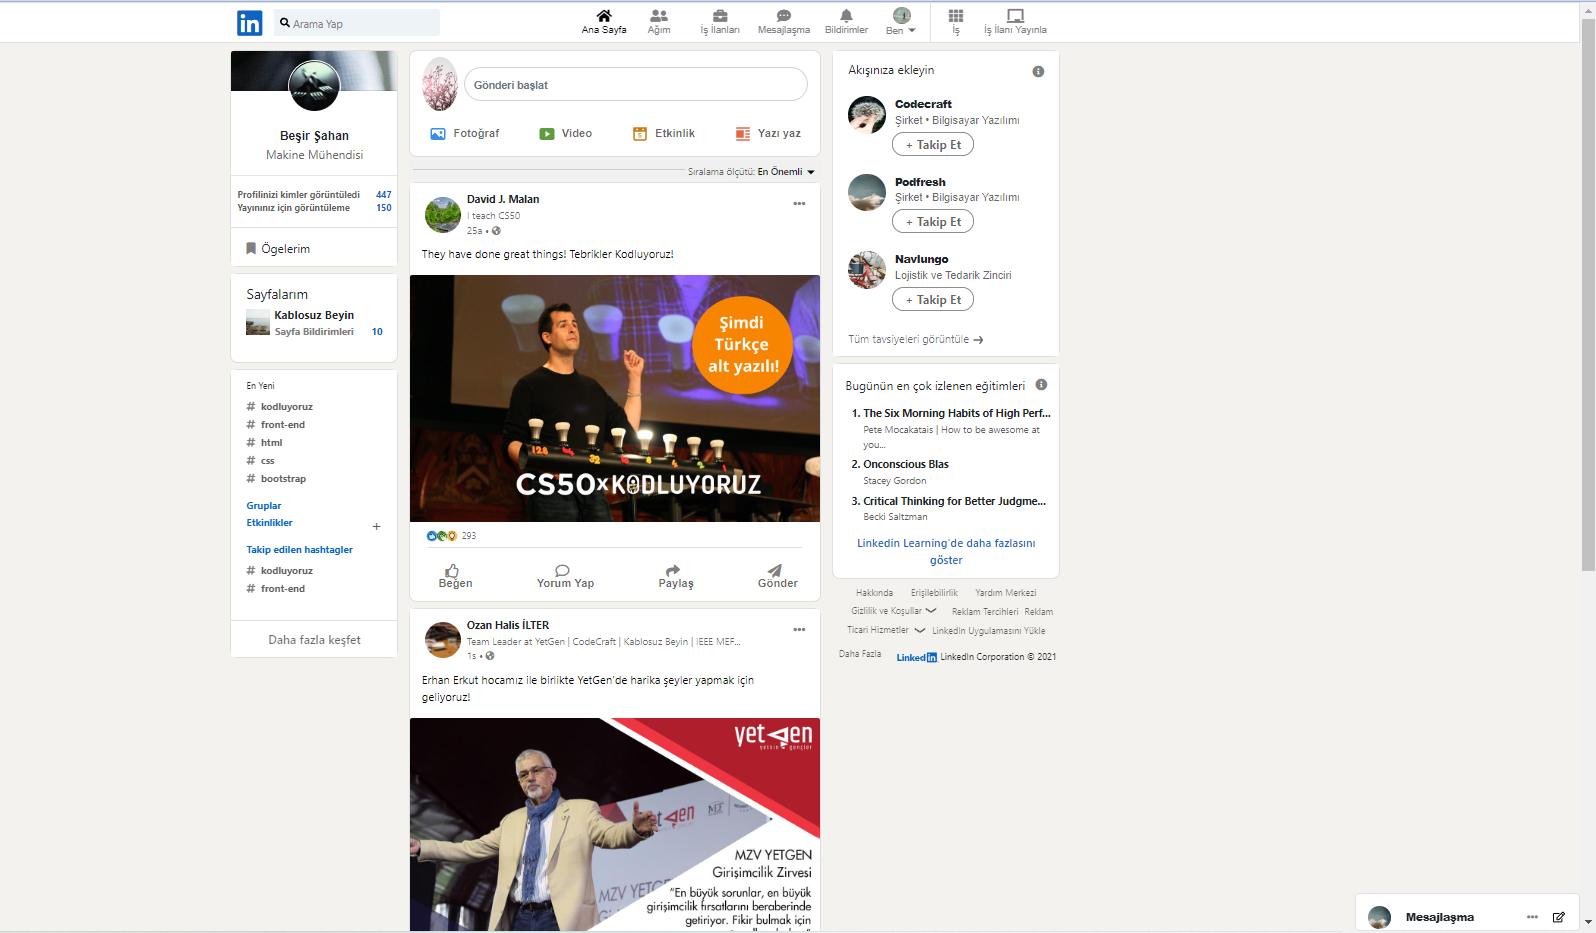 in
Arama Yap
Ana Sayfa
Ağım
İş İlanları
Mesajlaşma
Bildirimler
Ben
İş
İş İlanı Yayınla
Beşir Şahan
Makine Mühendisi
Profilinizi kimler görüntüledi 447
Yayınınız için görüntüleme 150
Ögelerim
Sayfalarım
Kablosuz Beyin
Sayfa Bildirimleri 10
En Yeni
# kodluyoruz
# front-end
# html
# css
# bootstrap
Gruplar
Etkinlikler +
Takip edilen hashtagler
# kodluyoruz
# front-end
Daha fazla keşfet
Gönderi başlat
Fotoğraf
Video
Etkinlik
Yazı yaz
Sıralama ölçütü: En Önemli
David J. Malan
I teach CS50
25a •
They have done great things! Tebrikler Kodluyoruz!
Şimdi
Türkçe
alt yazılı!
128 64 32 16 8 4 2 1
CS50xKODLUYORUZ
293
Beğen
Yorum Yap
Paylaş
Gönder
Ozan Halis İLTER
Team Leader at YetGen | CodeCraft | Kablosuz Beyin | IEEE MEF...
1s •
Erhan Erkut hocamız ile birlikte YetGen'de harika şeyler yapmak için
geliyoruz!
yetgen
yetkin gençler
MZV YETGEN
Girişimcilik Zirvesi
"En büyük sorunlar, en büyük
girişimcilik fırsatlarını beraberinde
getiriyor. Fikir bulmak için
Akışınıza ekleyin
Codecraft
Şirket • Bilgisayar Yazılımı
+ Takip Et
Podfresh
Şirket • Bilgisayar Yazılımı
+ Takip Et
Navlungo
Lojistik ve Tedarik Zinciri
+ Takip Et
Tüm tavsiyeleri görüntüle →
Bugünün en çok izlenen eğitimleri
1. The Six Morning Habits of High Perf...
Pete Mocakatais | How to be awesome at
you...
2. Onconscious Blas
Stacey Gordon
3. Critical Thinking for Better Judgme...
Becki Saltzman
Linkedin Learning'de daha fazlasını
göster
Hakkında Erişilebilirlik Yardım Merkezi
Gizlilik ve Koşullar Reklam Tercihleri Reklam
Ticari Hizmetler LinkedIn Uygulamasını Yükle
Daha Fazla
Linkedin LinkedIn Corporation © 2021
Mesajlaşma